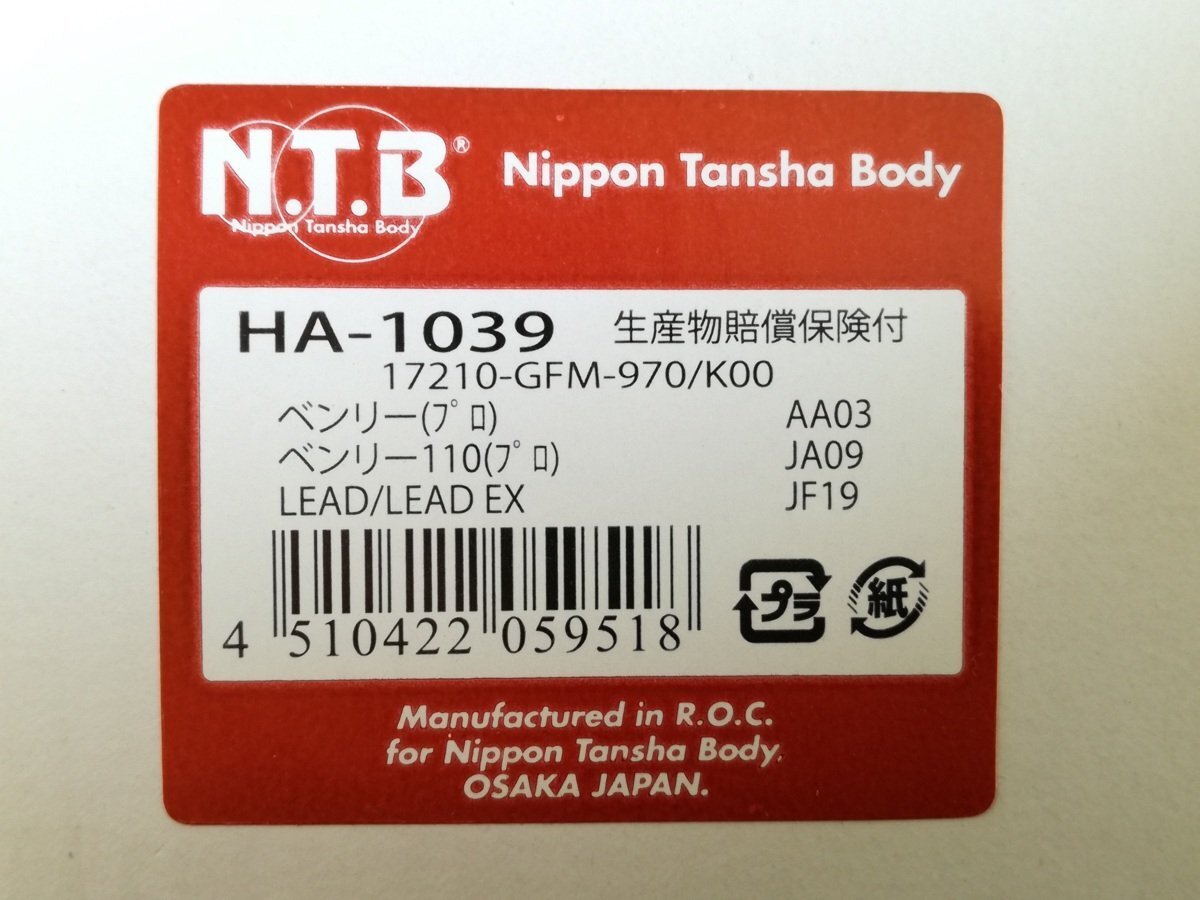 N.T.B®
Nippon Tansha Body
Nippon Tansha Body
HA-1039 生産物賠償保険付
17210-GFM-970/K00
ベンリー(ﾌﾟﾛ) AA03
ベンリー110(ﾌﾟﾛ) JA09
LEAD/LEAD EX JF19
4 510422 059518
プラ 紙
Manufactured in R.O.C.
for Nippon Tansha Body.
OSAKA JAPAN.